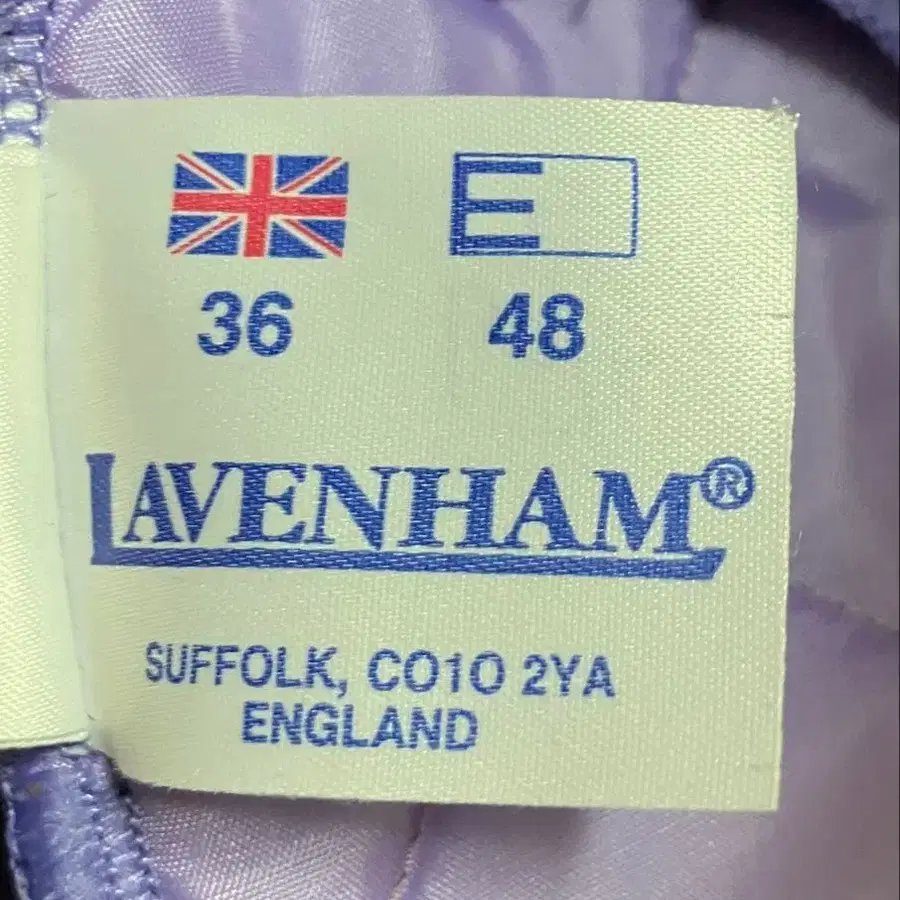 E
36 48
LAVENHAM®
SUFFOLK, CO10 2YA
ENGLAND